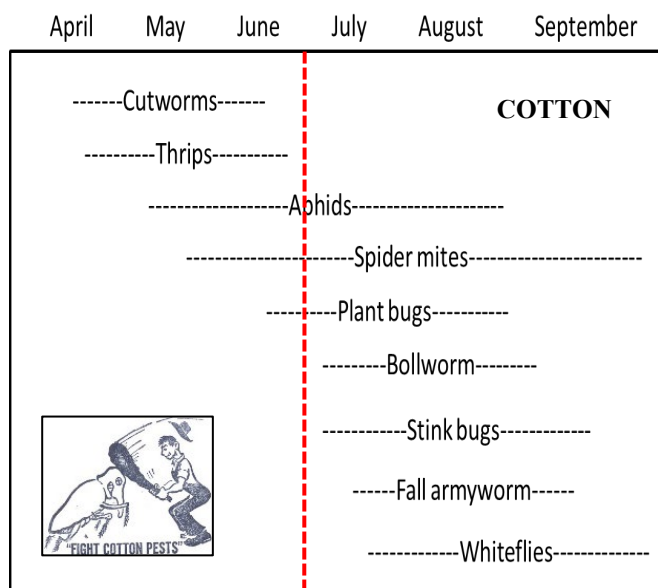 April May June July August September
-------Cutworms-------
COTTON
----------Thrips-----------
--------------------Aphids----------------------
------------------------Spider mites-------------------------
----------Plant bugs-----------
---------Bollworm---------
------------Stink bugs-------------
------Fall armyworm------
-------------Whiteflies--------------
"FIGHT COTTON PESTS"